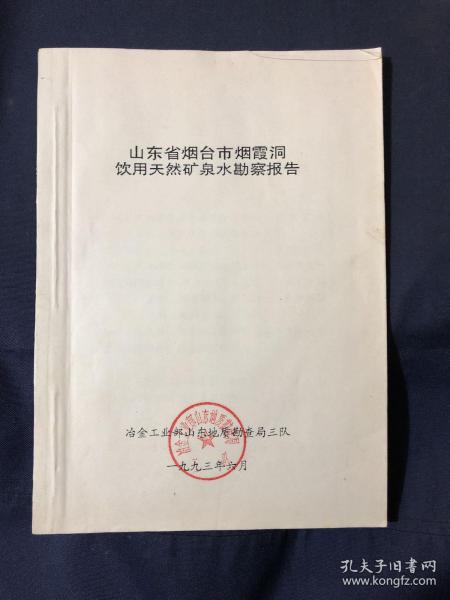 山东省烟台市烟霞洞
饮用天然矿泉水勘察报告
冶金工业部山东地质勘查局三队
一九九三年六月
孔夫子旧书网
www.kongfz.com